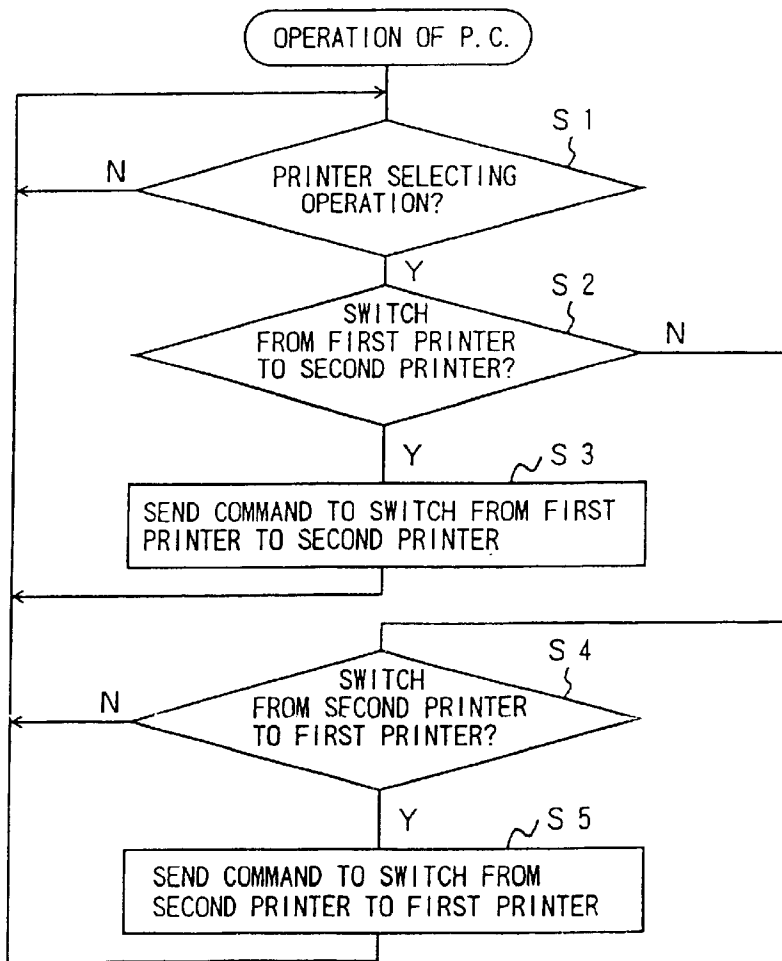 OPERATION OF P. C.
S 1
N
PRINTER SELECTING
OPERATION?
Y
S 2
SWITCH
FROM FIRST PRINTER
TO SECOND PRINTER?
N
Y
S 3
SEND COMMAND TO SWITCH FROM FIRST
PRINTER TO SECOND PRINTER
S 4
SWITCH
FROM SECOND PRINTER
TO FIRST PRINTER?
N
Y
S 5
SEND COMMAND TO SWITCH FROM
SECOND PRINTER TO FIRST PRINTER